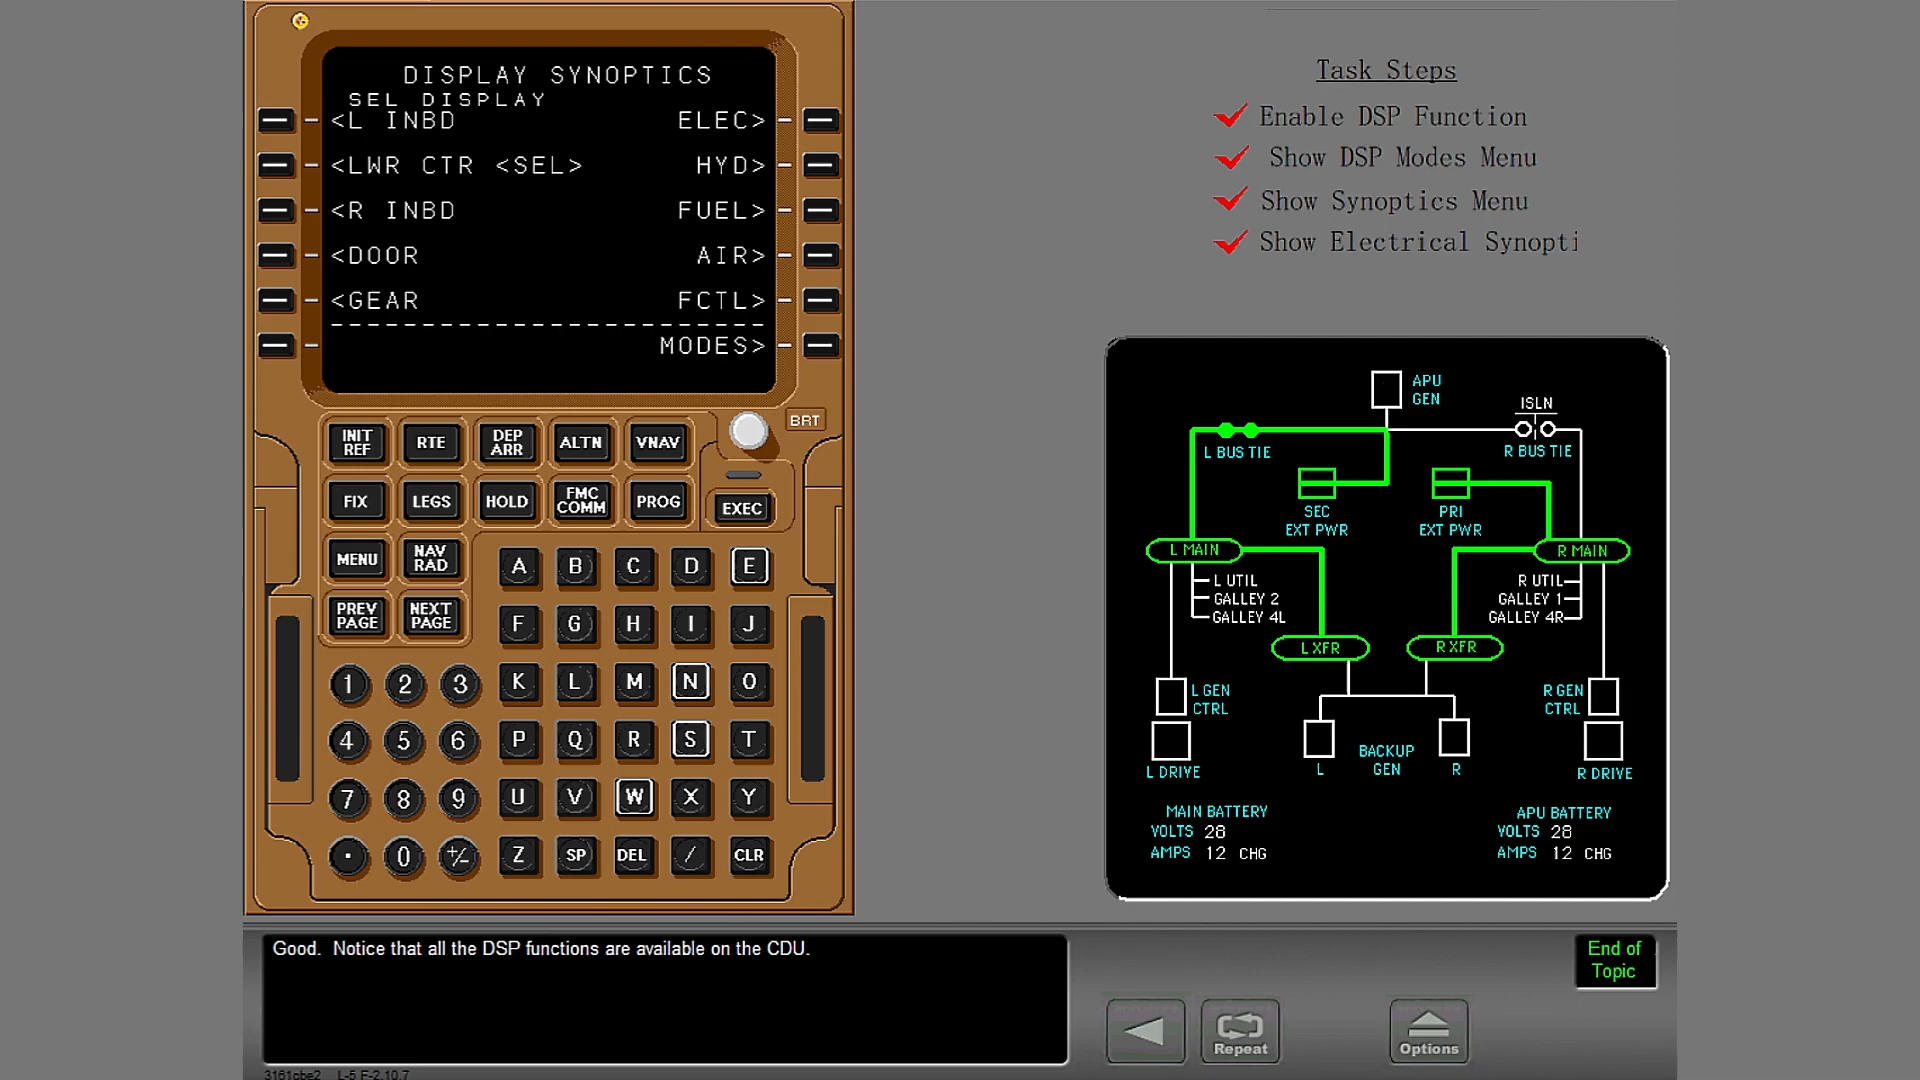 DISPLAY SYNOPTICS
SEL DISPLAY
<L INBD ELEC>
<LWR CTR <SEL> HYD>
<R INBD FUEL>
<DOOR AIR>
<GEAR FCTL>
------------------------
MODES>
BRT
INIT REF RTE DEP ARR ALTN VNAV
FIX LEGS HOLD FMC COMM PROG EXEC
MENU NAV RAD
PREV PAGE NEXT PAGE
A B C D E
F G H I J
K L M N O
P Q R S T
U V W X Y
Z SP DEL / CLR
1 2 3
4 5 6
7 8 9
. 0 +/-
Task Steps
Enable DSP Function
Show DSP Modes Menu
Show Synoptics Menu
Show Electrical Synopti
APU
GEN
ISLN
L BUS TIE
R BUS TIE
SEC
EXT PWR
PRI
EXT PWR
L MAIN
R MAIN
L UTIL
GALLEY 2
GALLEY 4L
R UTIL
GALLEY 1
GALLEY 4R
L XFR
R XFR
L GEN
CTRL
R GEN
CTRL
L DRIVE
L
BACKUP
GEN
R
R DRIVE
MAIN BATTERY
VOLTS 28
AMPS 12 CHG
APU BATTERY
VOLTS 28
AMPS 12 CHG
Good. Notice that all the DSP functions are available on the CDU.
End of
Topic
Repeat
Options
3161cbe2 L-5 F-2.10.7